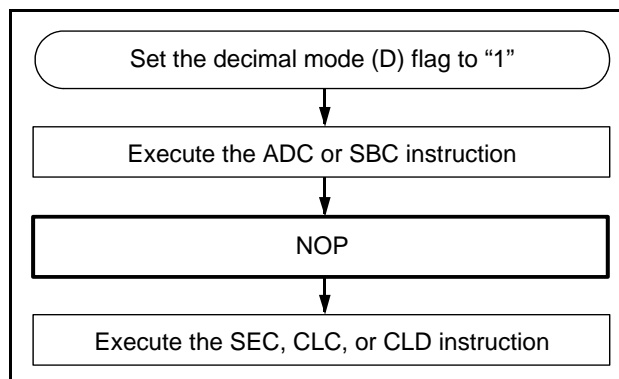 Set the decimal mode (D) flag to “1”
Execute the ADC or SBC instruction
NOP
Execute the SEC, CLC, or CLD instruction